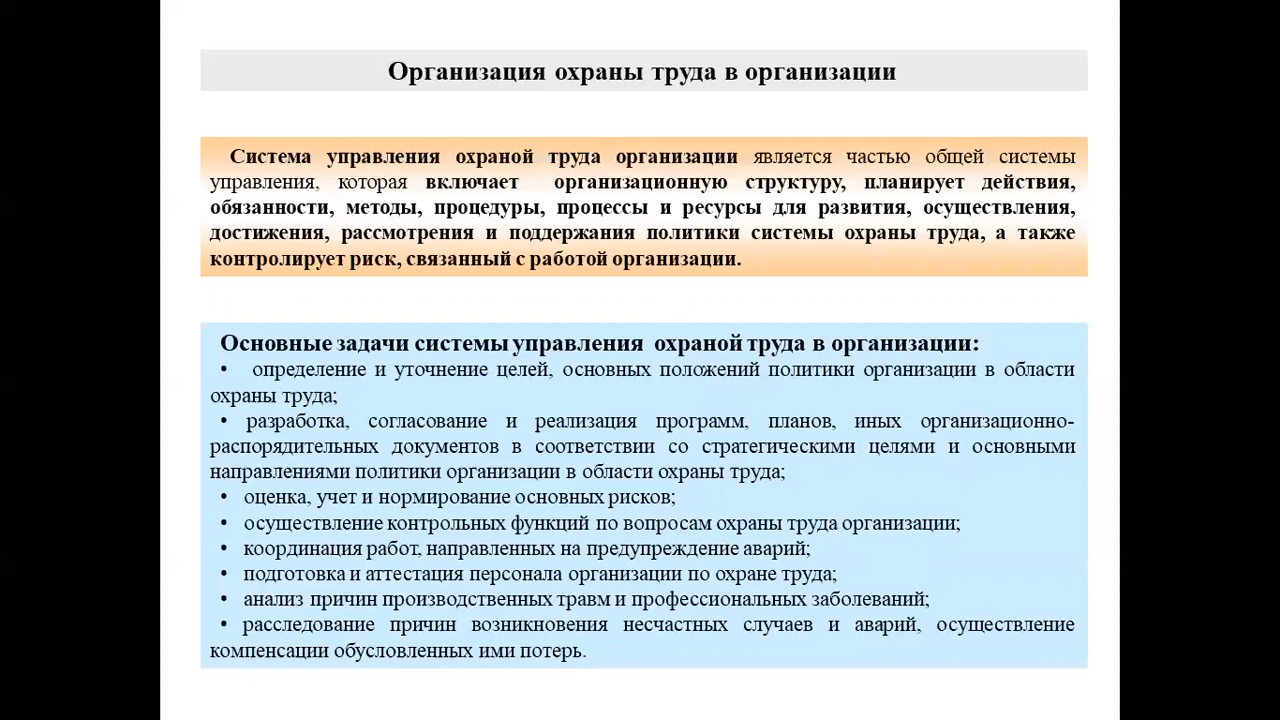 Организация охраны труда в организации
Система управления охраной труда организации является частью общей системы
управления, которая включает организационную структуру, планирует действия,
обязанности, методы, процедуры, процессы и ресурсы для развития, осуществления,
достижения, рассмотрения и поддержания политики системы охраны труда, а также
контролирует риск, связанный с работой организации.
Основные задачи системы управления охраной труда в организации:
• определение и уточнение целей, основных положений политики организации в области
охраны труда;
• разработка, согласование и реализация программ, планов, иных организационно-
распорядительных документов в соответствии со стратегическими целями и основными
направлениями политики организации в области охраны труда;
• оценка, учет и нормирование основных рисков;
• осуществление контрольных функций по вопросам охраны труда организации;
• координация работ, направленных на предупреждение аварий;
• подготовка и аттестация персонала организации по охране труда;
• анализ причин производственных травм и профессиональных заболеваний;
• расследование причин возникновения несчастных случаев и аварий, осуществление
компенсации обусловленных ими потерь.